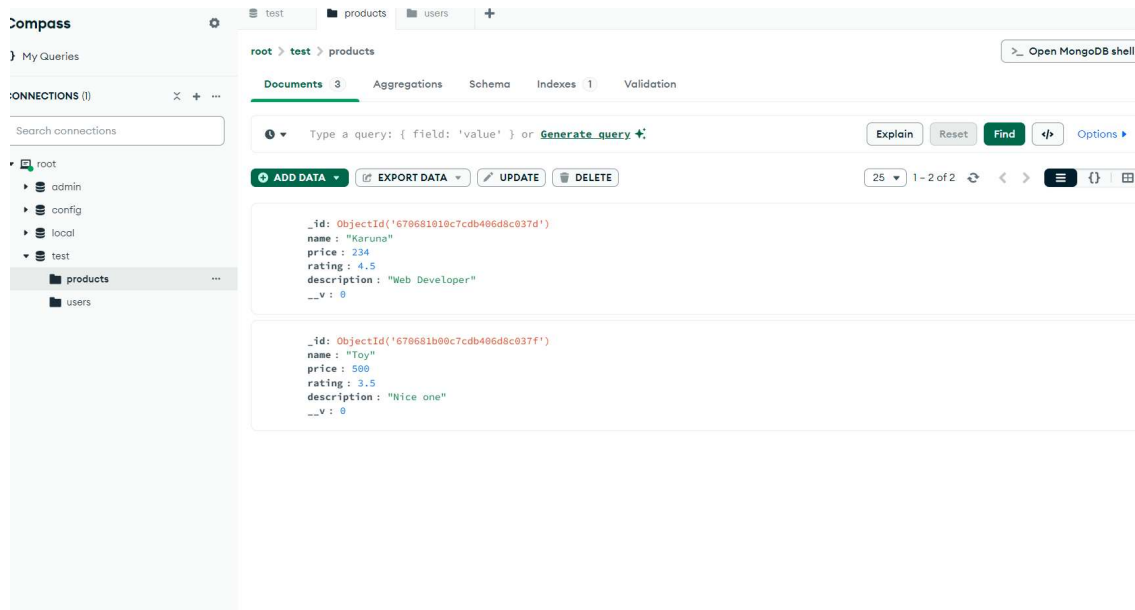 Compass
test
products
users
+
} My Queries
root > test > products
>_ Open MongoDB shell
CONNECTIONS (1)
Documents 3
Aggregations
Schema
Indexes 1
Validation
Search connections
Type a query: { field: 'value' } or Generate query
Explain
Reset
Find
</>
Options
root
admin
config
local
test
products
users
ADD DATA
EXPORT DATA
UPDATE
DELETE
25
1 – 2 of 2
{}
_id: ObjectId('670681010c7cdb406d8c037d')
name : "Karuna"
price : 234
rating : 4.5
description : "Web Developer"
__v : 0
_id: ObjectId('670681b00c7cdb406d8c037f')
name : "Toy"
price : 500
rating : 3.5
description : "Nice one"
__v : 0